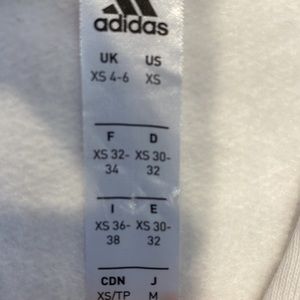 adidas
UK US
XS 4-6 XS
F D
XS 32- XS 30-
34 32
I E
XS 36- XS 30-
38 32
CDN J
XS/TP M